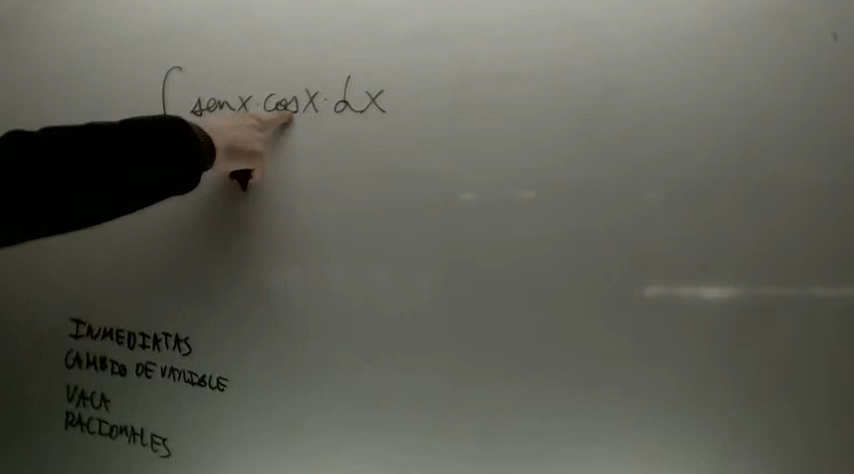 ∫ senx·cosx·dx
INMEDIATAS
CAMBIO DE VARIABLE
VACA
RACIONALES